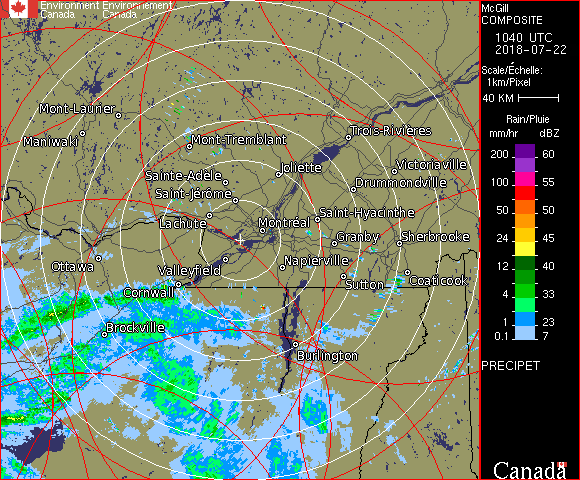 Environment Environnement
Canada Canada
McGill
COMPOSITE
1040 UTC
2018-07-22
Scale/Échelle:
1km/Pixel
40 KM
Rain/Pluie
mm/hr dBZ
200 60
100 55
50 50
24 45
12 40
4 33
1.0 23
0.1 7
PRECIPET
Canada
Mont-Laurier
Maniwaki
Mont-Tremblant
Trois-Rivières
Sainte-Adèle
Joliette
Victoriaville
Saint-Jérôme
Drummondville
Lachute
Montréal
Saint-Hyacinthe
Granby
Sherbrooke
Ottawa
Valleyfield
Napierville
Cornwall
Sutton
Coaticook
Brockville
Burlington